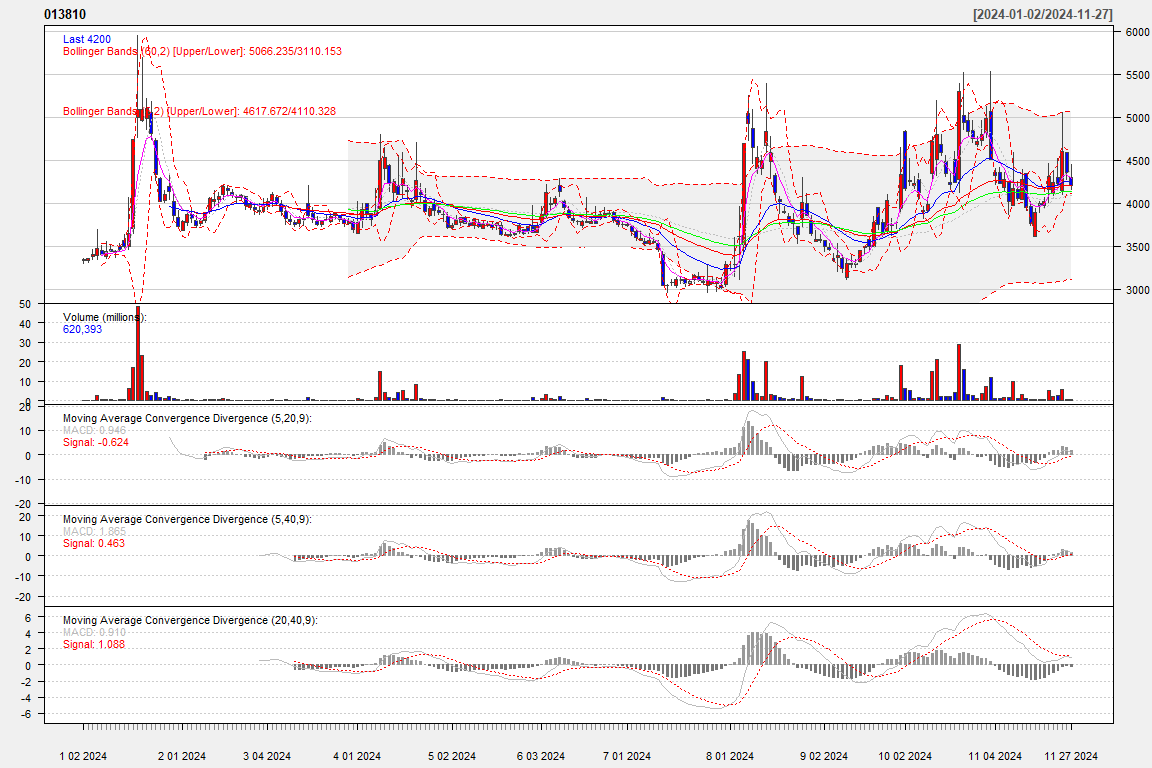 013810 [2024-01-02/2024-11-27]
Last 4200
Bollinger Bands (60,2) [Upper/Lower]: 5066.235/3110.153
Bollinger Bands 2) [Upper/Lower]: 4617.672/4110.328
6000
5500
5000
4500
4000
3500
3000
Volume (millions):
620,393
50
40
30
20
10
0
Moving Average Convergence Divergence (5,20,9):
MACD: 0.946
Signal: -0.624
20
10
0
-10
-20
Moving Average Convergence Divergence (5,40,9):
MACD: 1.865
Signal: 0.463
20
10
0
-10
-20
Moving Average Convergence Divergence (20,40,9):
MACD: 0.910
Signal: 1.088
6
4
2
0
-2
-4
-6
1 02 2024 2 01 2024 3 04 2024 4 01 2024 5 02 2024 6 03 2024 7 01 2024 8 01 2024 9 02 2024 10 02 2024 11 04 2024 11 27 2024